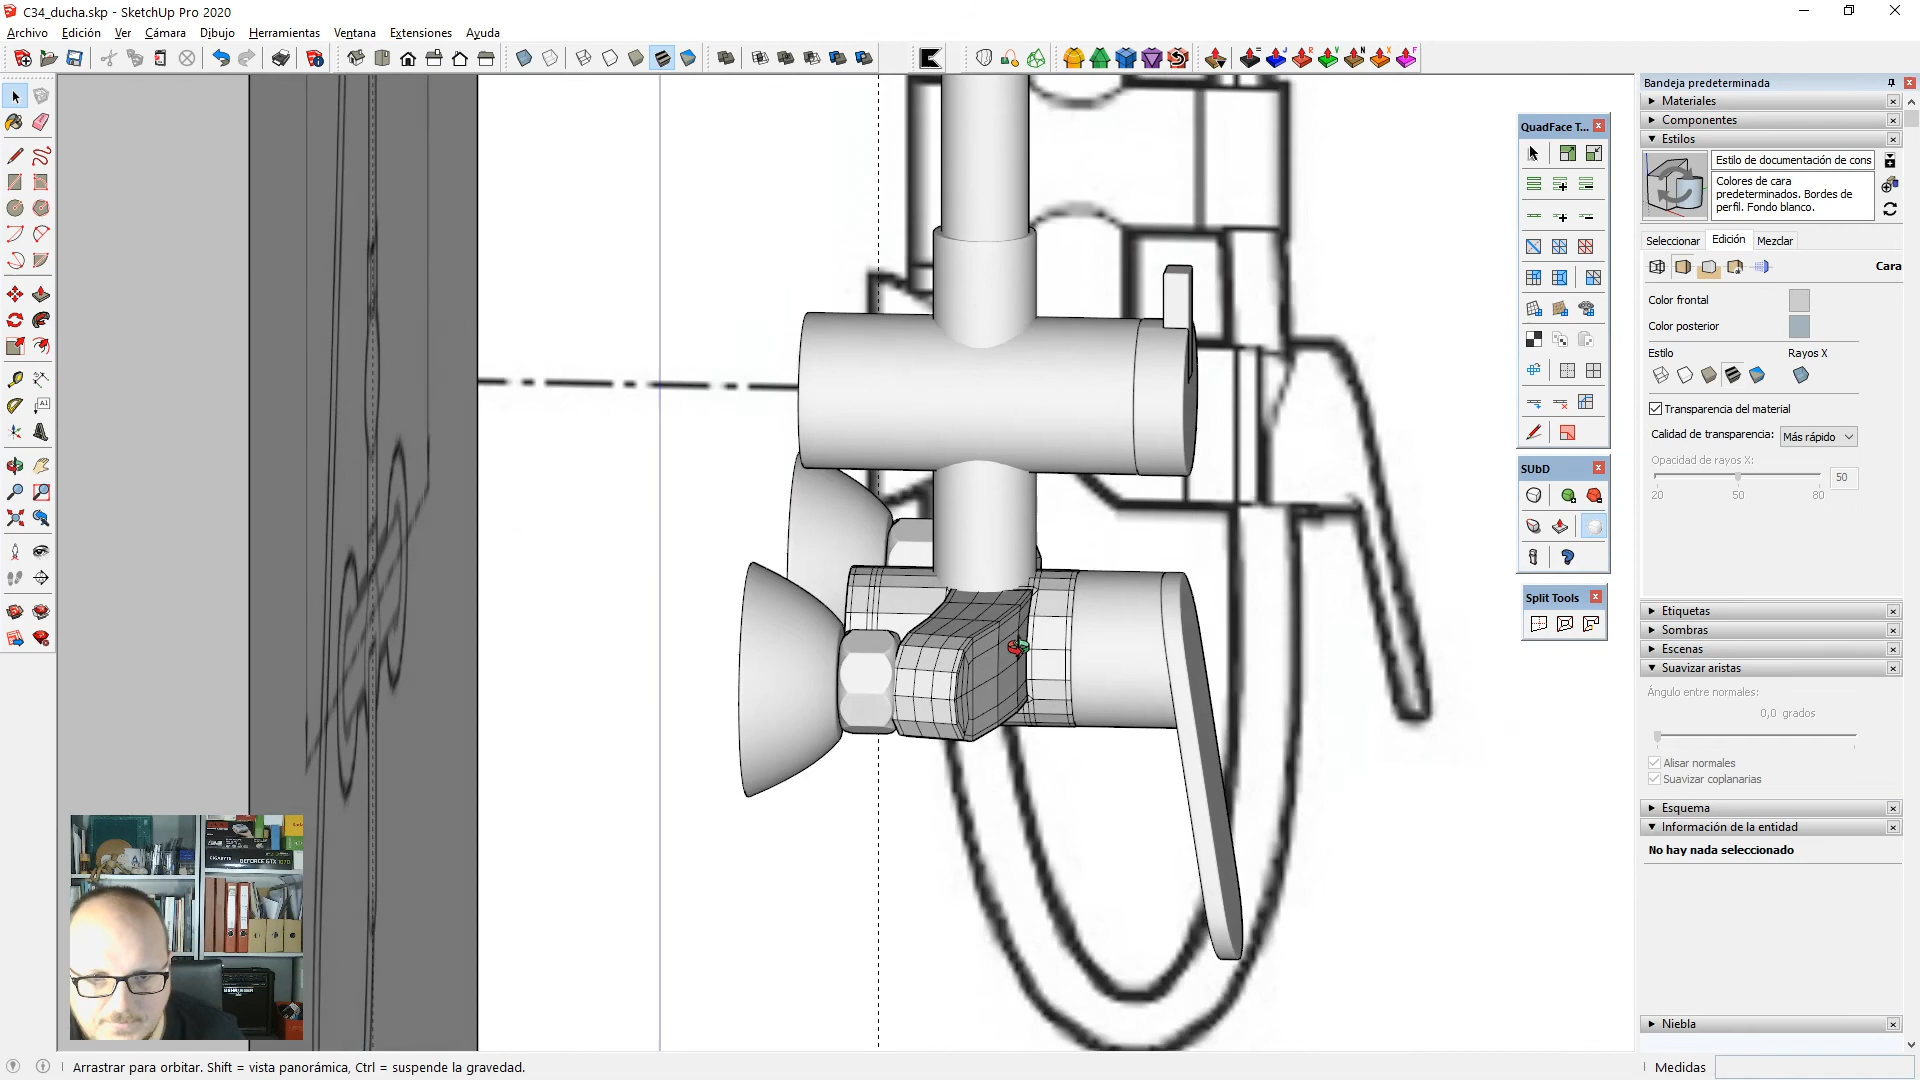 C34_ducha.skp - SketchUp Pro 2020
Archivo Edición Ver Cámara Dibujo Herramientas Ventana Extensiones Ayuda
QuadFace T...
SUbD
Split Tools
Bandeja predeterminada
Materiales
Componentes
Estilos
Estilo de documentación de cons
Colores de cara
predeterminados. Bordes de
perfil. Fondo blanco.
Seleccionar Edición Mezclar
Cara
Color frontal
Color posterior
Estilo Rayos X
Transparencia del material
Calidad de transparencia: Más rápido
Opacidad de rayos X:
50
20 50 80
Etiquetas
Sombras
Escenas
Suavizar aristas
Ángulo entre normales:
0,0 grados
Alisar normales
Suavizar coplanarias
Esquema
Información de la entidad
No hay nada seleccionado
Niebla
Arrastrar para orbitar. Shift = vista panorámica, Ctrl = suspende la gravedad.
Medidas